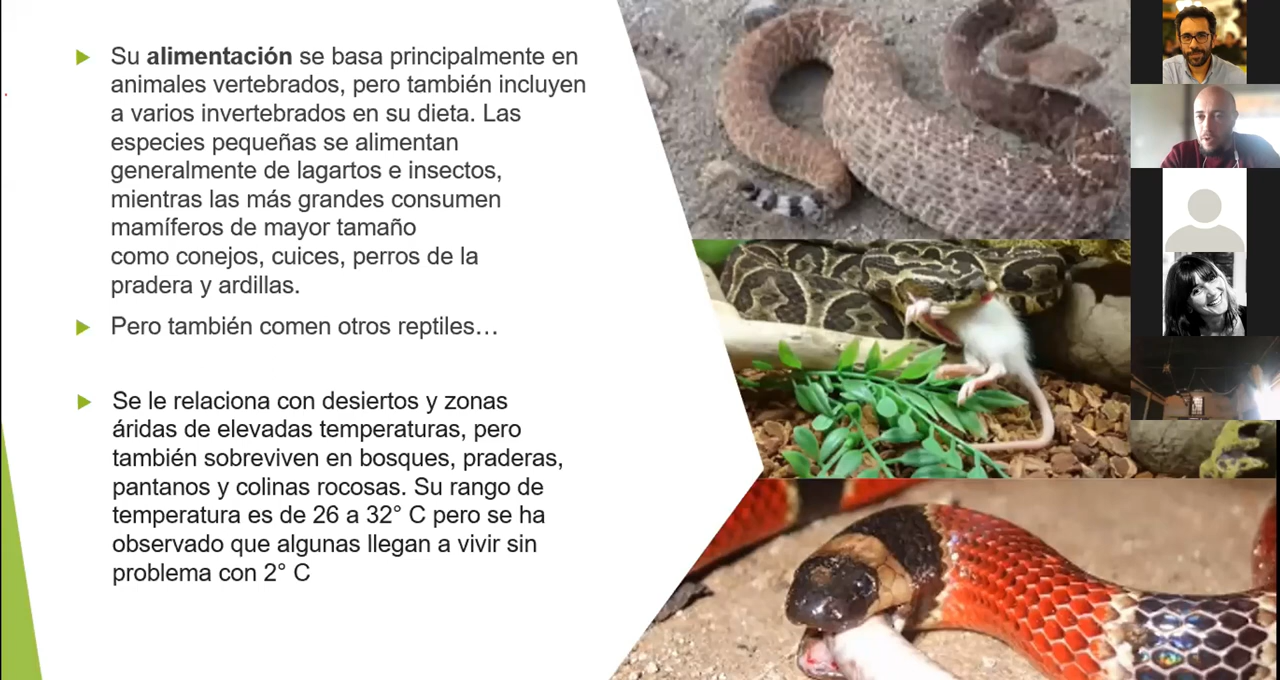 Su alimentación se basa principalmente en
animales vertebrados, pero también incluyen
a varios invertebrados en su dieta. Las
especies pequeñas se alimentan
generalmente de lagartos e insectos,
mientras las más grandes consumen
mamíferos de mayor tamaño
como conejos, cuices, perros de la
pradera y ardillas.
Pero también comen otros reptiles…
Se le relaciona con desiertos y zonas
áridas de elevadas temperaturas, pero
también sobreviven en bosques, praderas,
pantanos y colinas rocosas. Su rango de
temperatura es de 26 a 32° C pero se ha
observado que algunas llegan a vivir sin
problema con 2° C